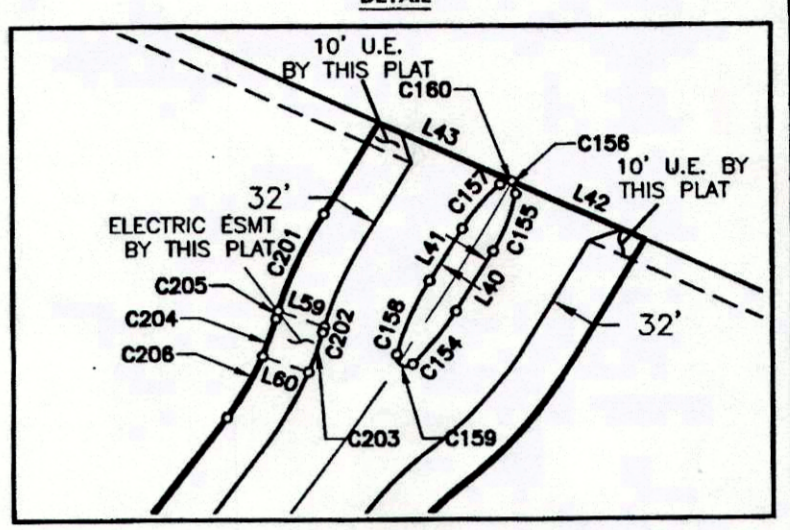 DETAIL
10' U.E.
BY THIS PLAT
C160
L43
C156
10' U.E. BY
THIS PLAT
C157
L42
32'
C155
ELECTRIC ESMT
BY THIS PLAT
C201
L41
C205
L59
L40
C204
C202
C158
32'
C206
C154
L60
C203
C159